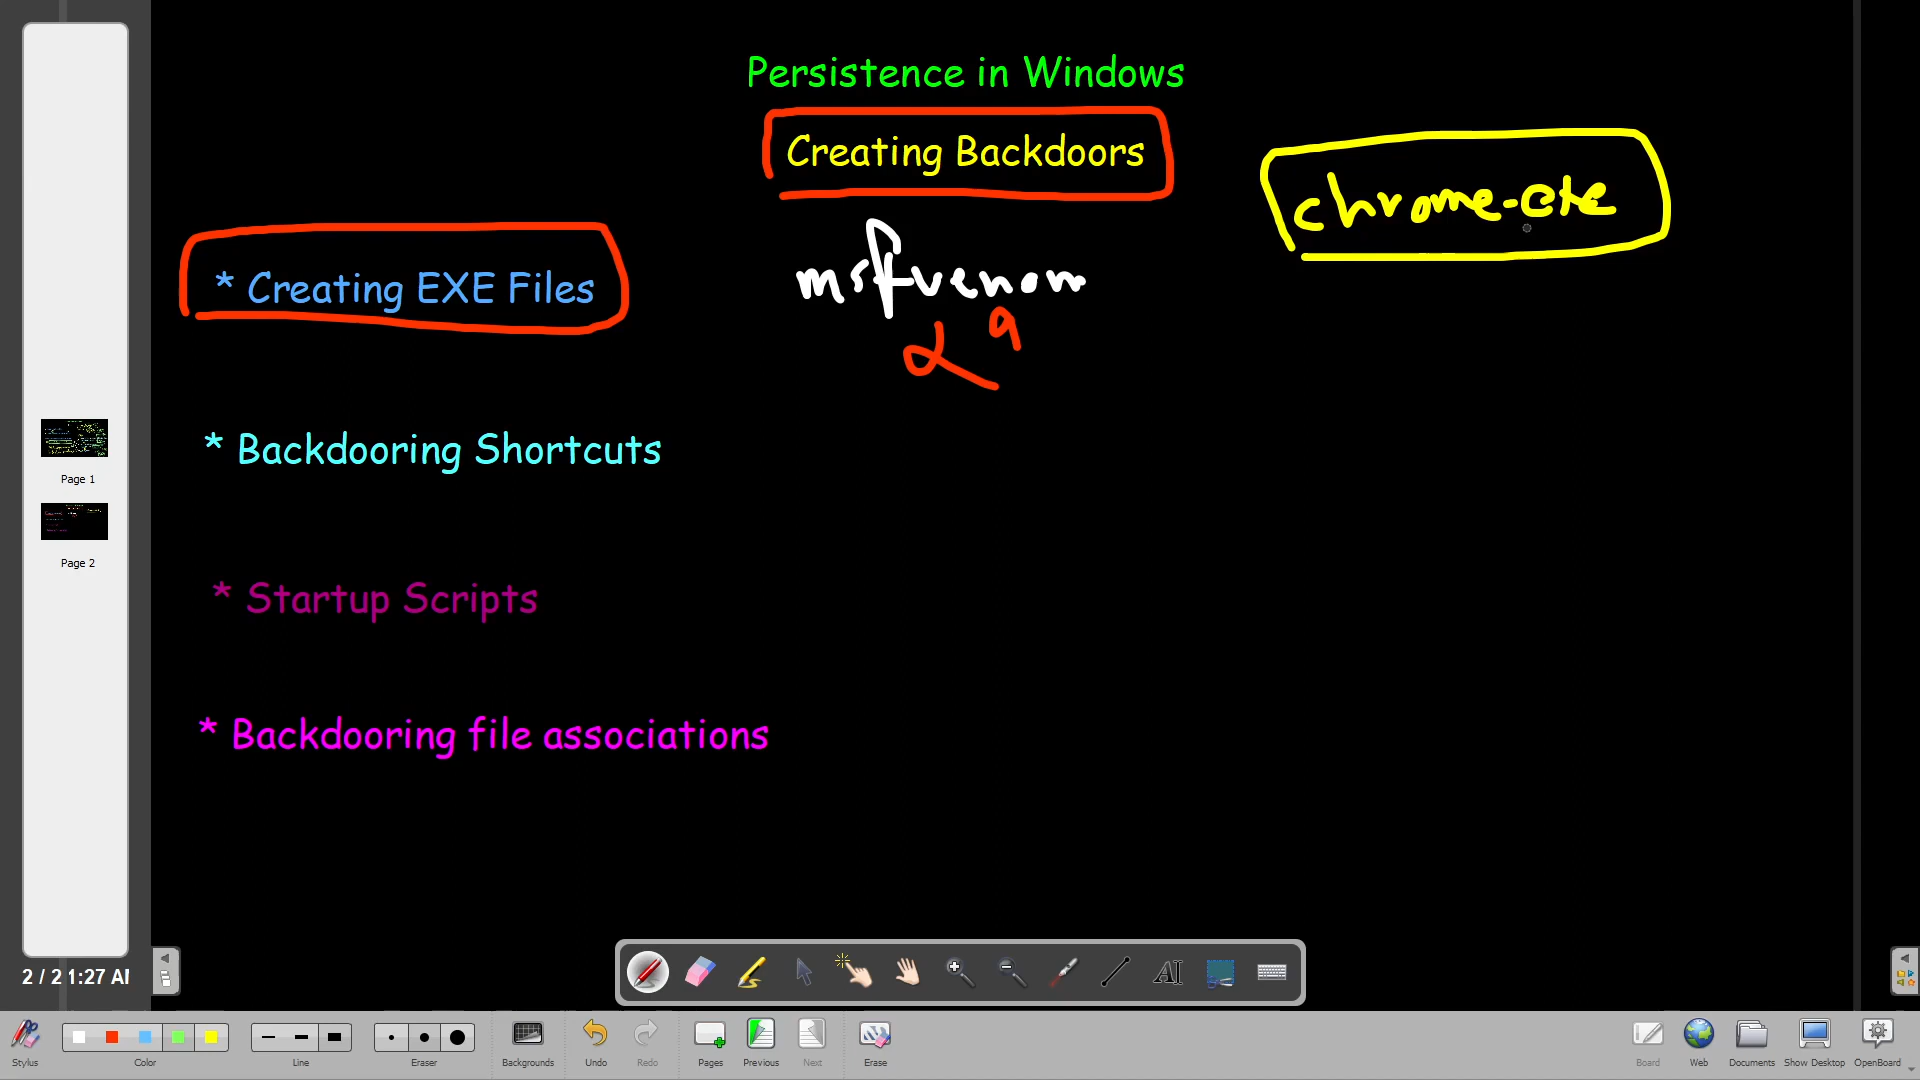 Persistence in Windows
Creating Backdoors
chrome.exe
* Creating EXE Files
msfvenom
* Backdooring Shortcuts
* Startup Scripts
* Backdooring file associations
Page 1
Page 2
2 / 2 1:27 AM
Stylus
Color
Line
Eraser
Backgrounds
Undo
Redo
Pages
Previous
Next
Erase
Board
Web
Documents
Show Desktop
OpenBoard